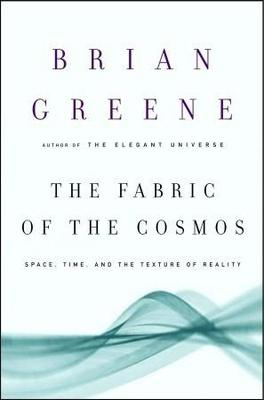 BRIAN
GREENE
AUTHOR OF THE ELEGANT UNIVERSE
THE FABRIC
OF THE COSMOS
SPACE, TIME, AND THE TEXTURE OF REALITY